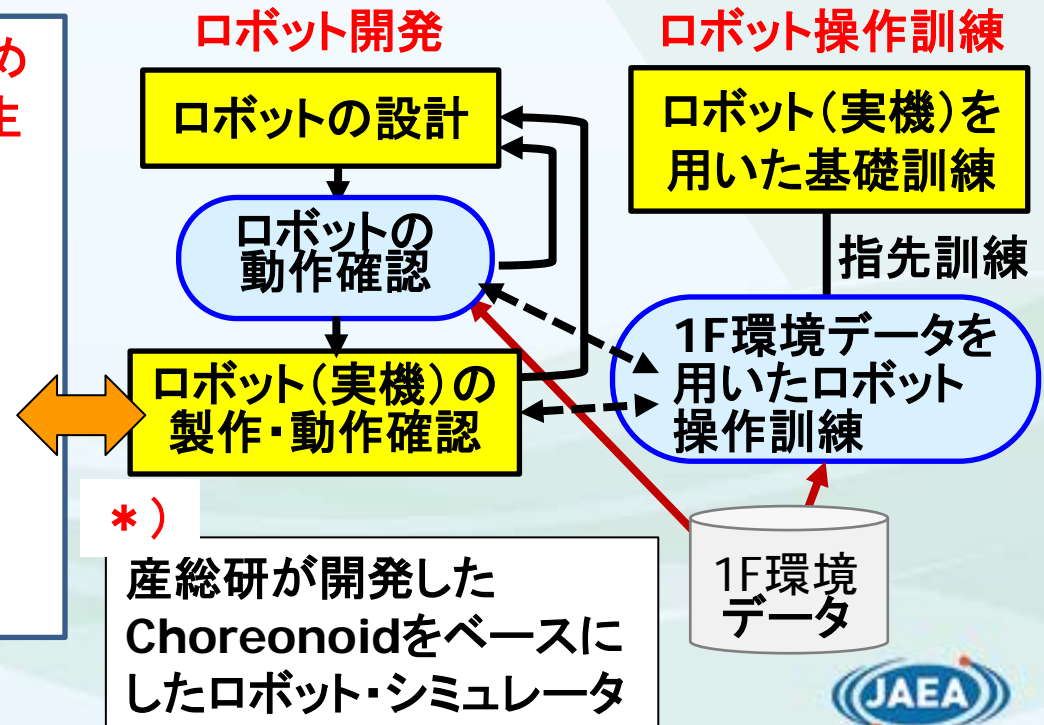 め
生
ロボット開発
ロボットの設計
ロボットの
動作確認
ロボット(実機)の
製作・動作確認
ロボット操作訓練
ロボット(実機)を
用いた基礎訓練
指先訓練
1F環境データを
用いたロボット
操作訓練
1F環境
データ
*)
産総研が開発した
Choreonoidをベースに
したロボット・シミュレータ
JAEA